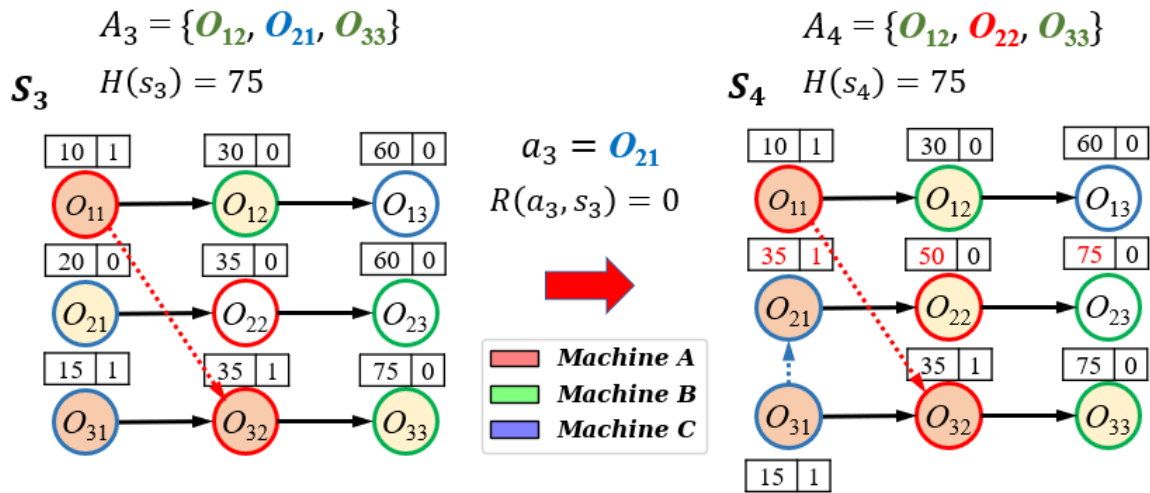 A₃ = {O₁₂, O₂₁, O₃₃}
S₃ H(s₃) = 75
10 1 30 0 60 0
O₁₁ O₁₂ O₁₃
20 0 35 0 60 0
O₂₁ O₂₂ O₂₃
15 1 35 1 75 0
O₃₁ O₃₂ O₃₃
a₃ = O₂₁
R(a₃, s₃) = 0
Machine A
Machine B
Machine C
A₄ = {O₁₂, O₂₂, O₃₃}
S₄ H(s₄) = 75
10 1 30 0 60 0
O₁₁ O₁₂ O₁₃
35 1 50 0 75 0
O₂₁ O₂₂ O₂₃
35 1 75 0
O₃₁ O₃₂ O₃₃
15 1